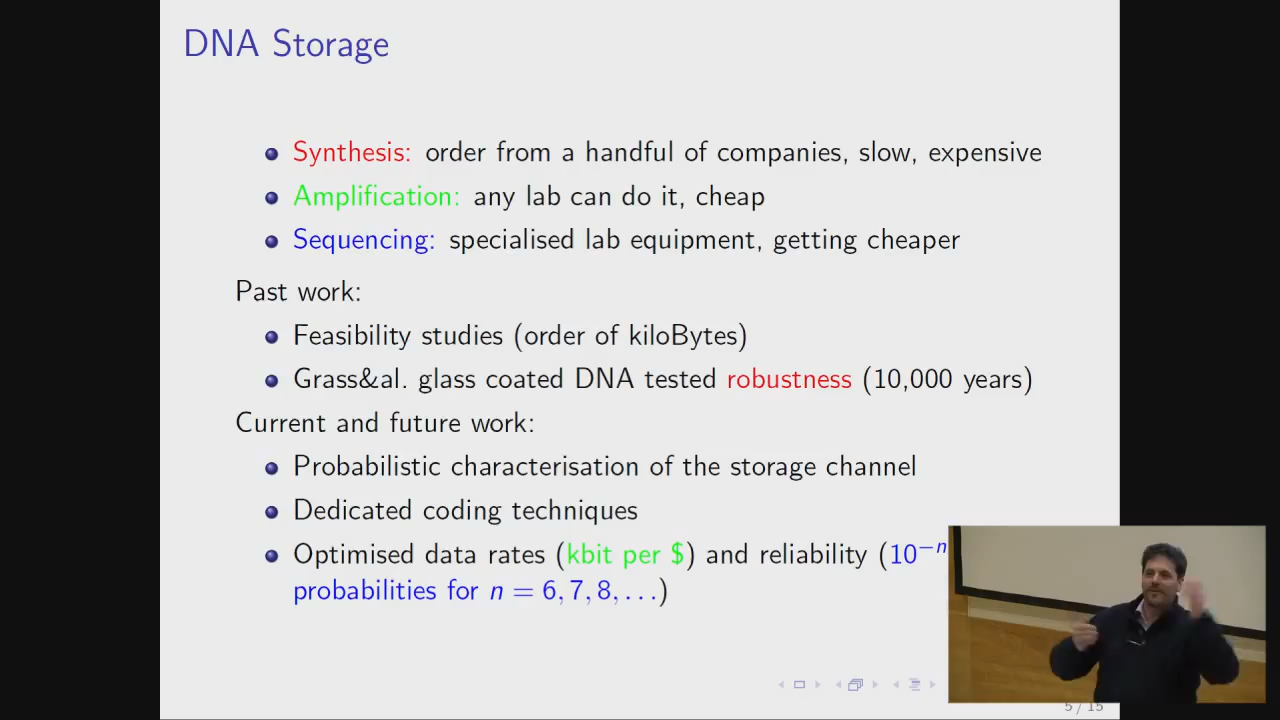 DNA Storage
Synthesis: order from a handful of companies, slow, expensive
Amplification: any lab can do it, cheap
Sequencing: specialised lab equipment, getting cheaper
Past work:
Feasibility studies (order of kiloBytes)
Grass&al. glass coated DNA tested robustness (10,000 years)
Current and future work:
Probabilistic characterisation of the storage channel
Dedicated coding techniques
Optimised data rates (kbit per $) and reliability (10⁻ⁿ
probabilities for n = 6, 7, 8, . . .)
5 / 15